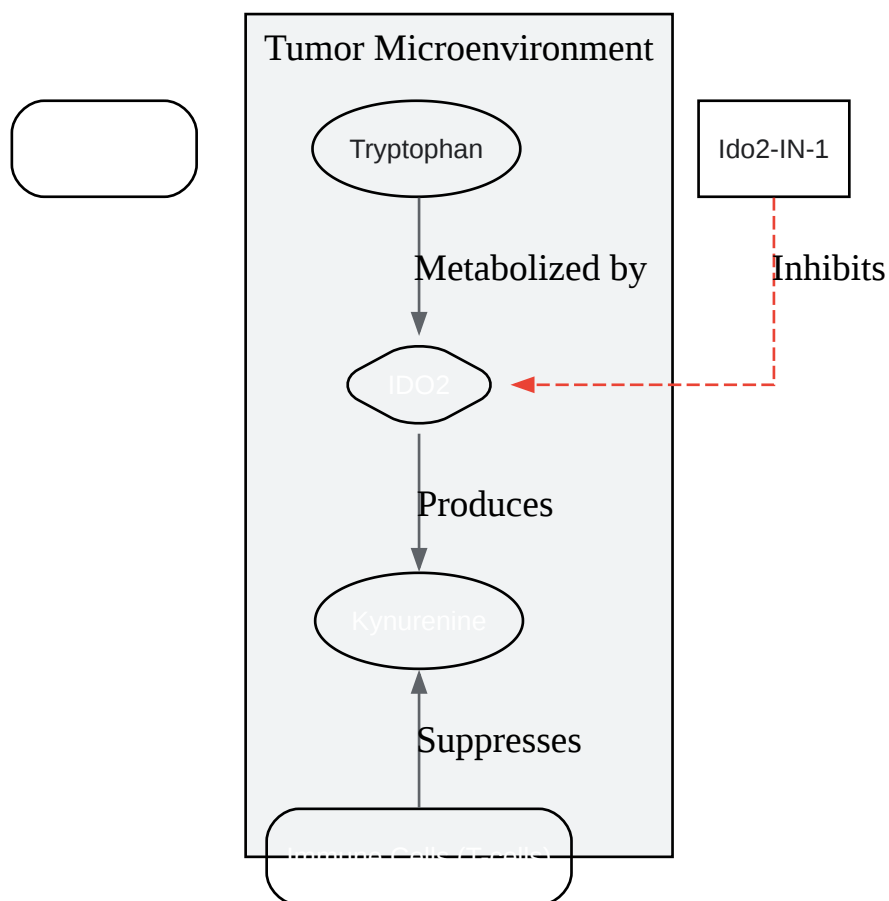 Tumor Microenvironment
Tryptophan
Ido2-IN-1
Metabolized by
Inhibits
IDO2
Produces
Kynurenine
Suppresses
Immune Cells (T-cells)